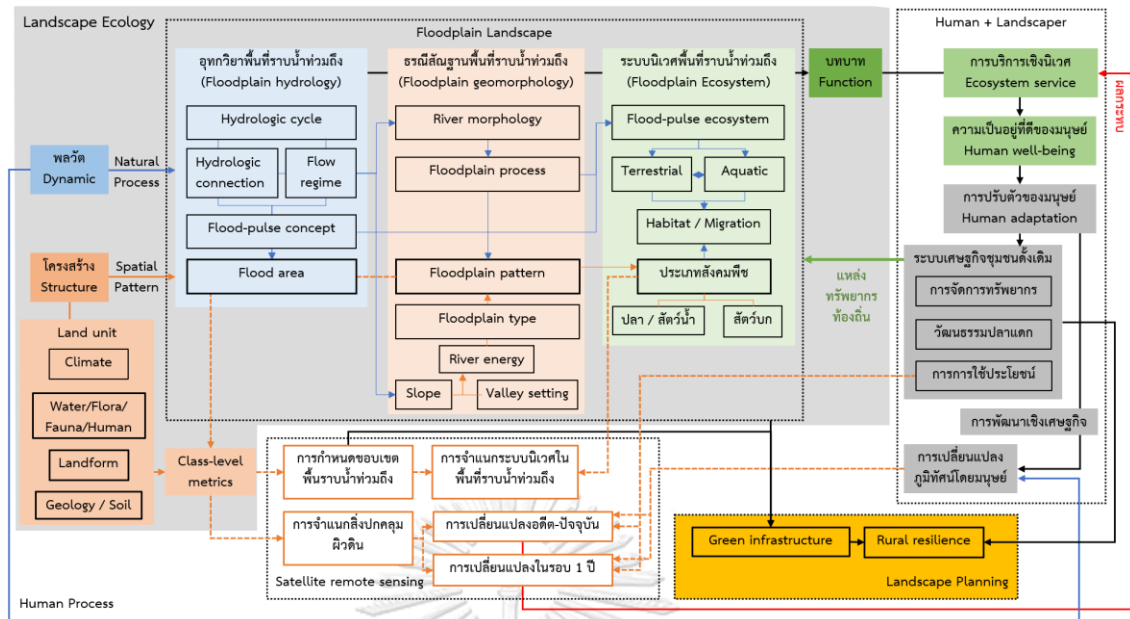 Landscape Ecology
Floodplain Landscape
Human + Landscaper
อุทกวิทยาพื้นที่ราบน้ำท่วมถึง
(Floodplain hydrology)
Hydrologic cycle
Hydrologic
connection
Flow
regime
Flood-pulse concept
Flood area
ธรณีสัณฐานพื้นที่ราบน้ำท่วมถึง
(Floodplain geomorphology)
River morphology
Floodplain process
Floodplain pattern
Floodplain type
River energy
Slope
Valley setting
ระบบนิเวศพื้นที่ราบน้ำท่วมถึง
(Floodplain Ecosystem)
Flood-pulse ecosystem
Terrestrial
Aquatic
Habitat / Migration
ประเภทสังคมพืช
ปลา / สัตว์น้ำ
สัตว์บก
บทบาท
Function
การบริการเชิงนิเวศ
Ecosystem service
ผลกระทบ
ความเป็นอยู่ที่ดีของมนุษย์
Human well-being
การปรับตัวของมนุษย์
Human adaptation
ระบบเศรษฐกิจชุมชนดั้งเดิม
การจัดการทรัพยากร
วัฒนธรรมปลาแดก
การการใช้ประโยชน์
แหล่ง
ทรัพยากร
ท้องถิ่น
การพัฒนาเชิงเศรษฐกิจ
การเปลี่ยนแปลง
ภูมิทัศน์โดยมนุษย์
พลวัต
Dynamic
Natural
Process
โครงสร้าง
Structure
Spatial
Pattern
Land unit
Climate
Water/Flora/
Fauna/Human
Landform
Geology / Soil
Class-level
metrics
การกำหนดขอบเขต
พื้นราบน้ำท่วมถึง
การจำแนกระบบนิเวศใน
พื้นที่ราบน้ำท่วมถึง
การจำแนกสิ่งปกคลุม
ผิวดิน
การเปลี่ยนแปลงอดีต-ปัจจุบัน
การเปลี่ยนแปลงในรอบ 1 ปี
Satellite remote sensing
Green infrastructure
Rural resilience
Landscape Planning
Human Process